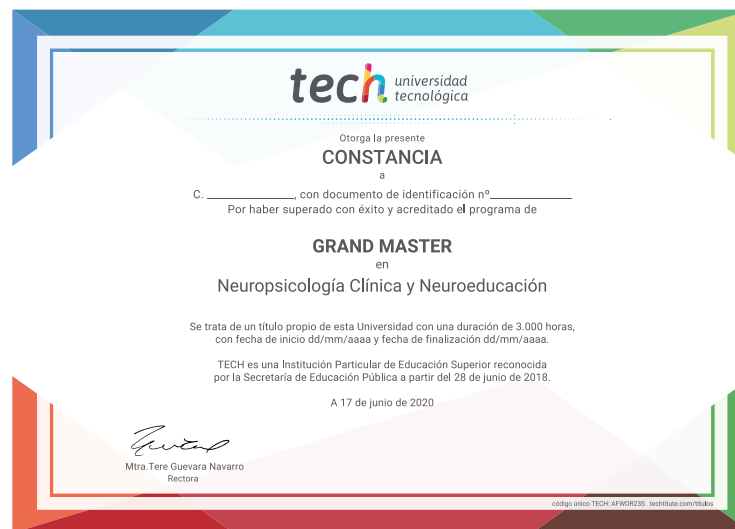 tech universidad
tecnológica
Otorga la presente
CONSTANCIA
a
C. ________________, con documento de identificación nº______________
Por haber superado con éxito y acreditado el programa de
GRAND MASTER
en
Neuropsicología Clínica y Neuroeducación
Se trata de un título propio de esta Universidad con una duración de 3.000 horas,
con fecha de inicio dd/mm/aaaa y fecha de finalización dd/mm/aaaa.
TECH es una Institución Particular de Educación Superior reconocida
por la Secretaría de Educación Pública a partir del 28 de junio de 2018.
A 17 de junio de 2020
Mtra.Tere Guevara Navarro
Rectora
código único TECH: AFWOR23S techtitute.com/títulos